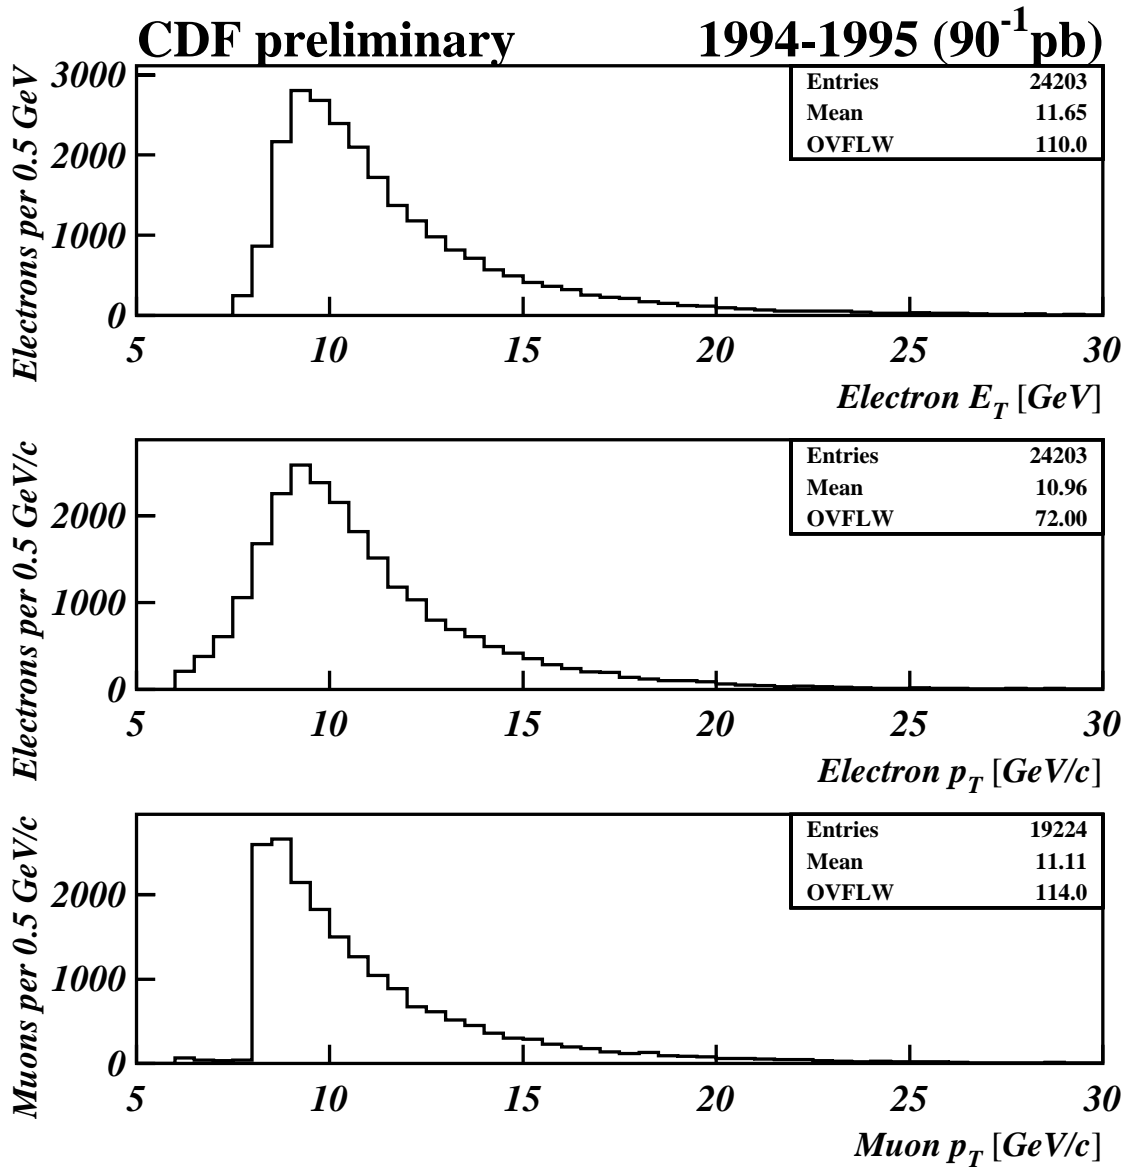 CDF preliminary 1994-1995 (90-1pb)
Electrons per 0.5 GeV
3000
2000
1000
0
Entries 24203
Mean 11.65
OVFLW 110.0
5 10 15 20 25 30
Electron ET [GeV]
Electrons per 0.5 GeV/c
2000
1000
0
Entries 24203
Mean 10.96
OVFLW 72.00
5 10 15 20 25 30
Electron pT [GeV/c]
Muons per 0.5 GeV/c
2000
1000
0
Entries 19224
Mean 11.11
OVFLW 114.0
5 10 15 20 25 30
Muon pT [GeV/c]